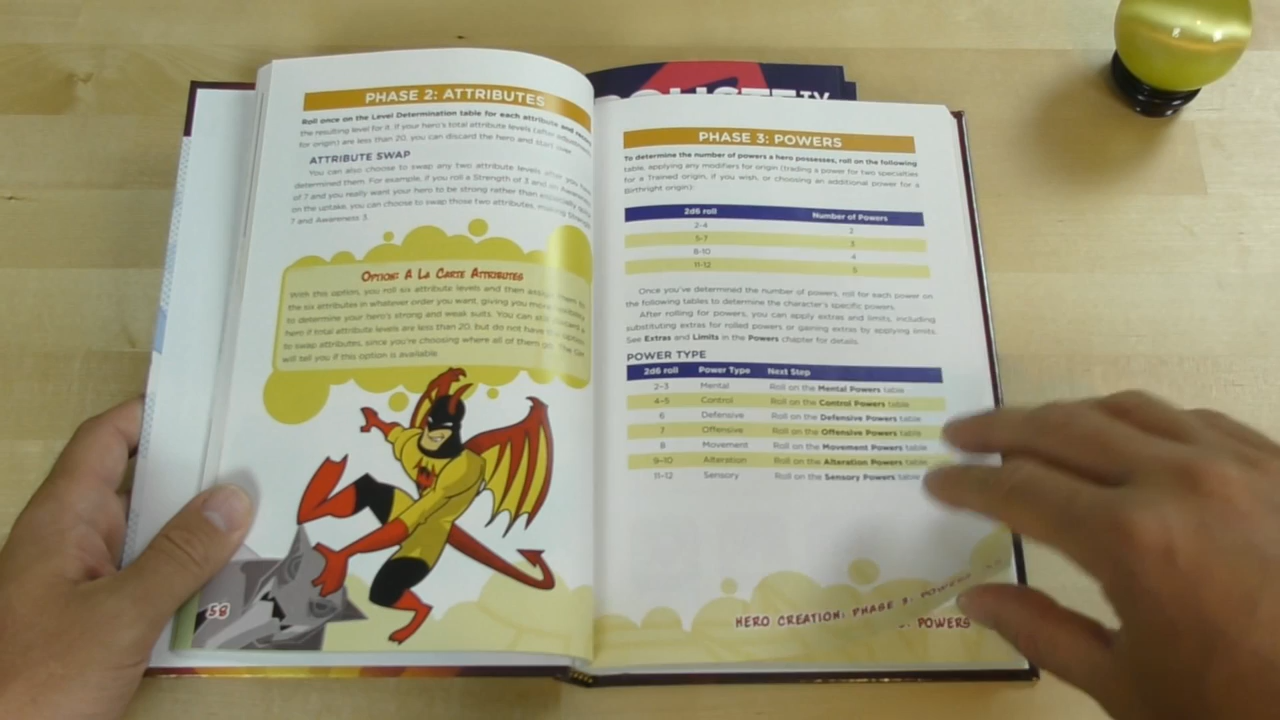 PHASE 2: ATTRIBUTES
Roll once on the Level Determination table for each attribute and
the resulting level for it. If your hero's total attribute levels (after
for origin) are less than 20, you can discard the hero and start over.
ATTRIBUTE SWAP
You can also choose to swap any two attribute levels after you have
determined them. For example, if you roll a Strength of 3 and
of 7 and you really want your hero to be strong rather than especially
on the uptake, you can choose to swap those two attributes, making Strength
7 and Awareness 3.
OPTION: A LA CARTE ATTRIBUTES
With this option, you roll six attribute levels and then assign them to
the six attributes in whatever order you want, giving you more flexibility
to determine your hero's strong and weak suits. You can still discard a
hero if total attribute levels are less than 20, but do not have the option
to swap attributes, since you're choosing where all of them go. The GM
will tell you if this option is available.
58
PHASE 3: POWERS
To determine the number of powers a hero possesses, roll on the following
table, applying any modifiers for origin (trading a power for two specialties
for a Trained origin, if you wish, or choosing an additional power for a
Birthright origin):
2d6 roll Number of Powers
2-4 2
5-7 3
8-10 4
11-12 5
Once you've determined the number of powers, roll for each power on
the following tables to determine the character's specific powers.
After rolling for powers, you can apply extras and limits, including
substituting extras for rolled powers or gaining extras by applying limits.
See Extras and Limits in the Powers chapter for details.
POWER TYPE
2d6 roll Power Type Next Step
2-3 Mental Roll on the Mental Powers table
4-5 Control Roll on the Control Powers table
6 Defensive Roll on the Defensive Powers table
7 Offensive Roll on the Offensive Powers table
8 Movement Roll on the Movement Powers table
9-10 Alteration Roll on the Alteration Powers table
11-12 Sensory Roll on the Sensory Powers table
HERO CREATION: PHASE 3: POWERS
POWERS